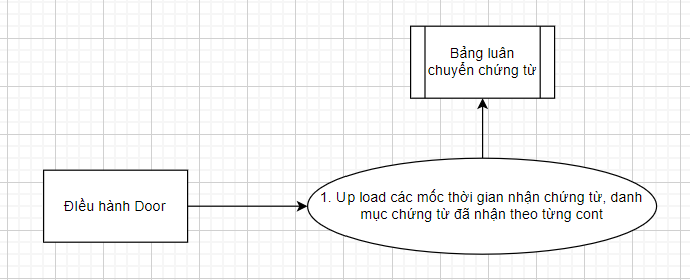 Bảng luân
chuyển chứng từ
1. Up load các mốc thời gian nhận chứng từ, danh
mục chứng từ đã nhận theo từng cont
ĐIều hành Door